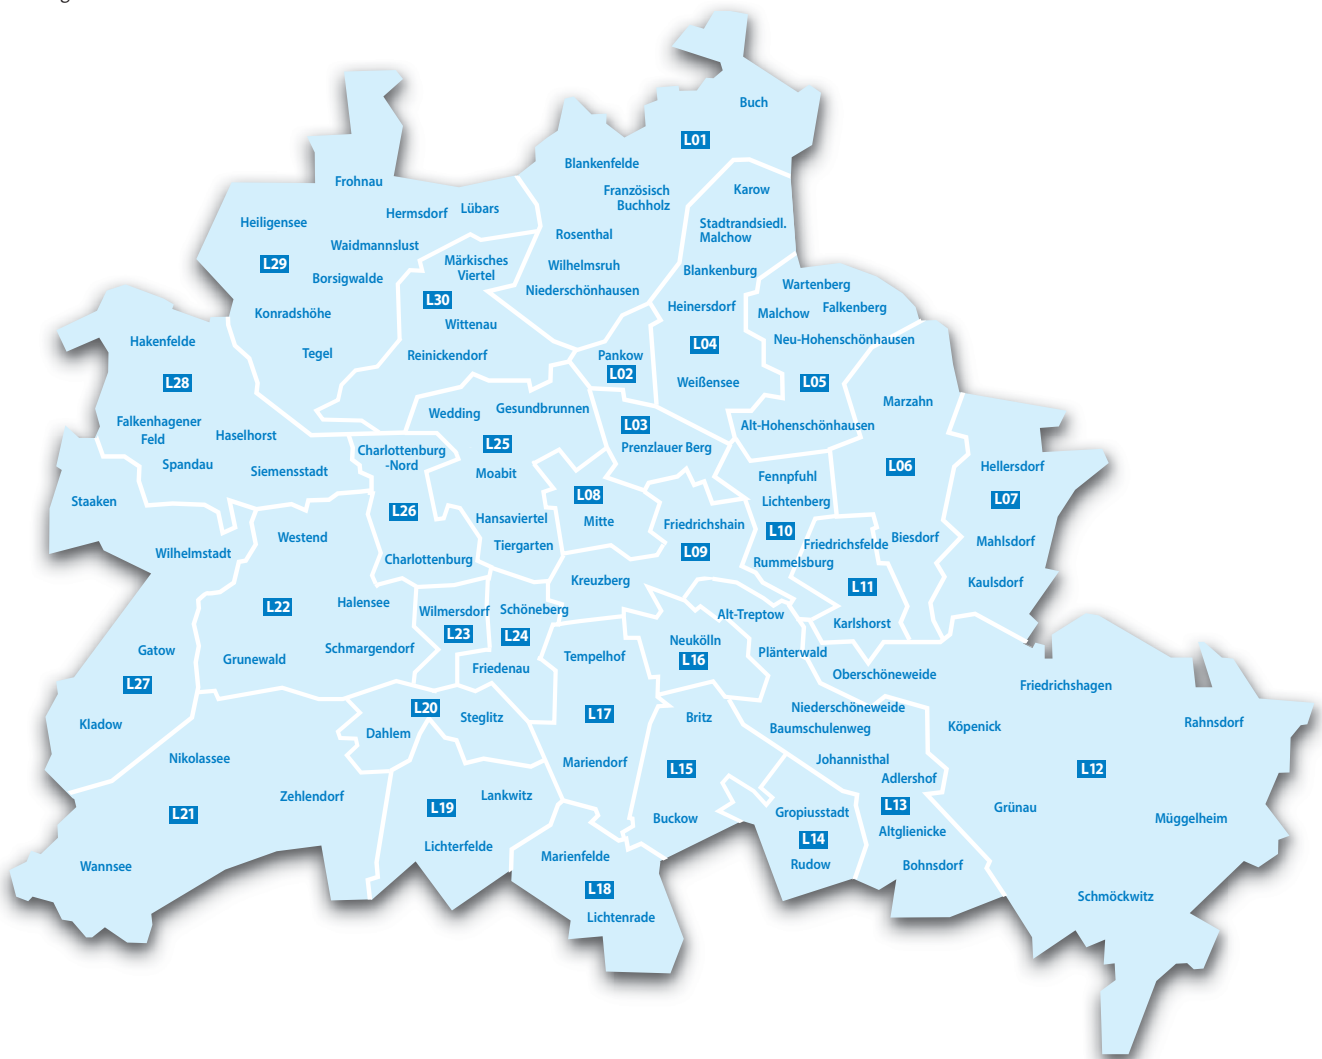 Buch
L01
Blankenfelde
Französisch
Buchholz
Rosenthal
Wilhelmsruh
Niederschönhausen
Karow
Stadtrandsiedl.
Malchow
Blankenburg
Heinersdorf
L04
Weißensee
Frohnau
Hermsdorf
Lübars
Heiligensee
Waidmannslust
L29
Borsigwalde
Konradshöhe
Tegel
Märkisches
Viertel
L30
Wittenau
Reinickendorf
Wartenberg
Malchow
Falkenberg
Neu-Hohenschönhausen
L05
Alt-Hohenschönhausen
Pankow
L02
L03
Prenzlauer Berg
Hakenfelde
L28
Falkenhagener
Feld
Haselhorst
Spandau
Siemensstadt
Wedding
Gesundbrunnen
L25
Moabit
Hansaviertel
Tiergarten
L08
Mitte
Charlottenburg
-Nord
L26
Charlottenburg
Marzahn
L06
Biesdorf
Hellersdorf
L07
Mahlsdorf
Kaulsdorf
Fennpfuhl
Lichtenberg
L10
Rummelsburg
Friedrichsfelde
L11
Karlshorst
Friedrichshain
L09
Kreuzberg
Staaken
Wilhelmstadt
Gatow
L27
Kladow
Westend
L22
Halensee
Schmargendorf
Grunewald
Wilmersdorf
L23
Schöneberg
L24
Friedenau
Tempelhof
L17
Mariendorf
Neukölln
L16
Alt-Treptow
Plänterwald
Oberschöneweide
Niederschöneweide
Baumschulenweg
Johannisthal
Adlershof
L13
Altglienicke
Bohnsdorf
Friedrichshagen
Köpenick
Rahnsdorf
L12
Grünau
Müggelheim
Schmöckwitz
L20
Steglitz
Dahlem
Nikolassee
Zehlendorf
L21
Wannsee
Lankwitz
L19
Lichterfelde
Britz
L15
Buckow
Gropiusstadt
L14
Rudow
Marienfelde
L18
Lichtenrade